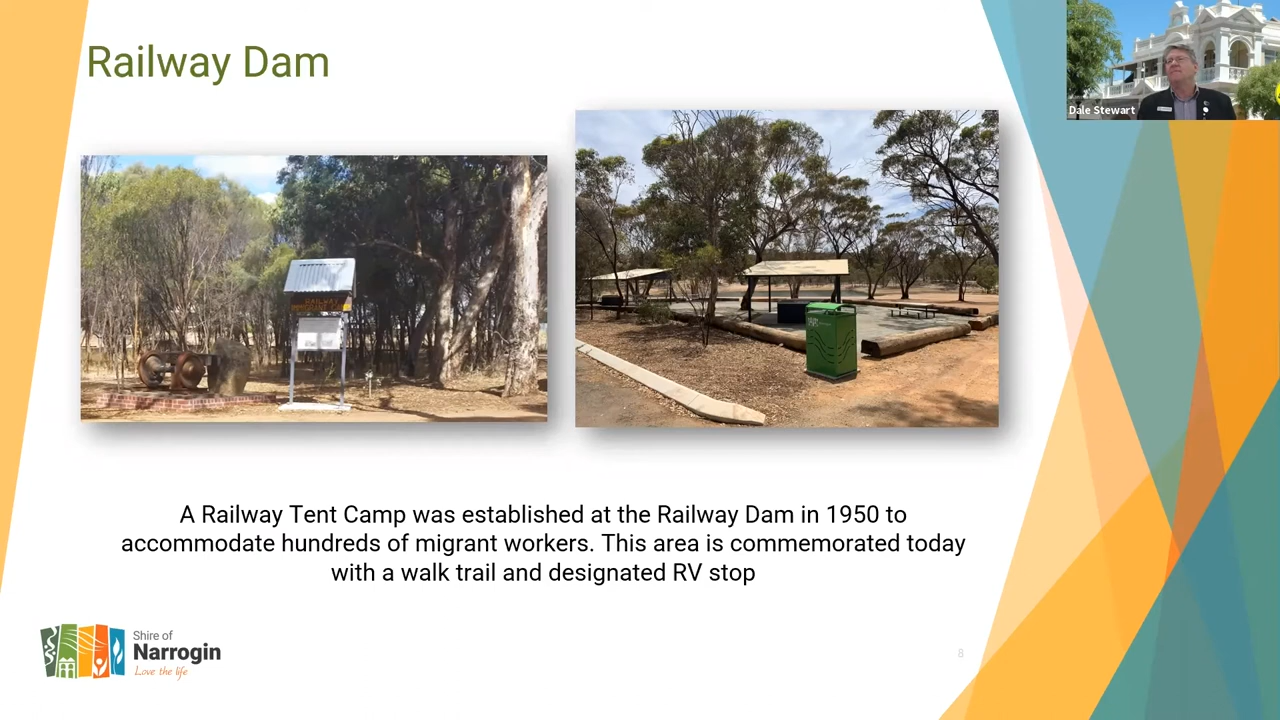 Railway Dam
Dale Stewart
RAILWAY
A Railway Tent Camp was established at the Railway Dam in 1950 to
accommodate hundreds of migrant workers. This area is commemorated today
with a walk trail and designated RV stop
Shire of
Narrogin
Love the life
8